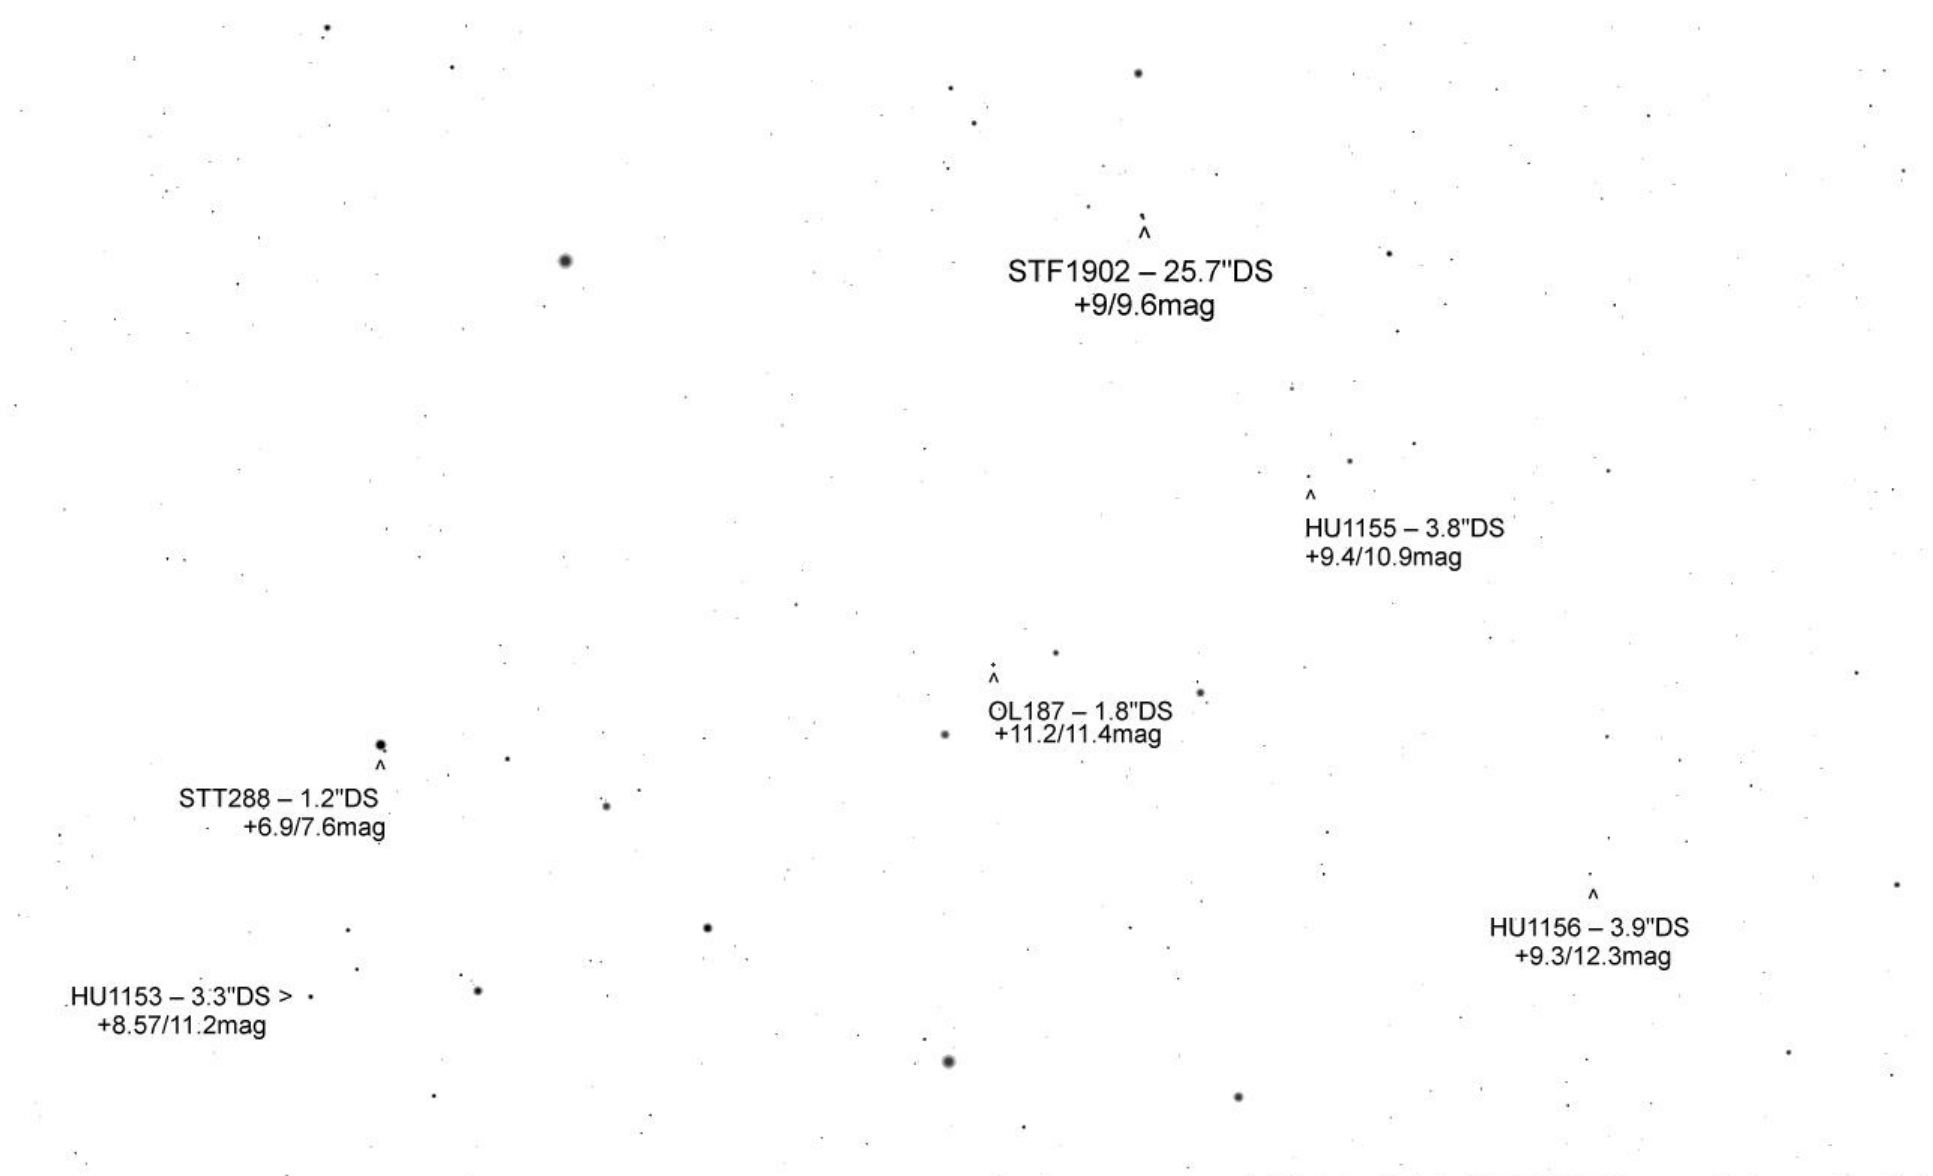 STF1902 – 25.7"DS
+9/9.6mag
^
HU1155 – 3.8"DS
+9.4/10.9mag
^
OL187 – 1.8"DS
+11.2/11.4mag
^
STT288 – 1.2"DS
+6.9/7.6mag
^
HU1156 – 3.9"DS
+9.3/12.3mag
^
HU1153 – 3.3"DS >
+8.57/11.2mag